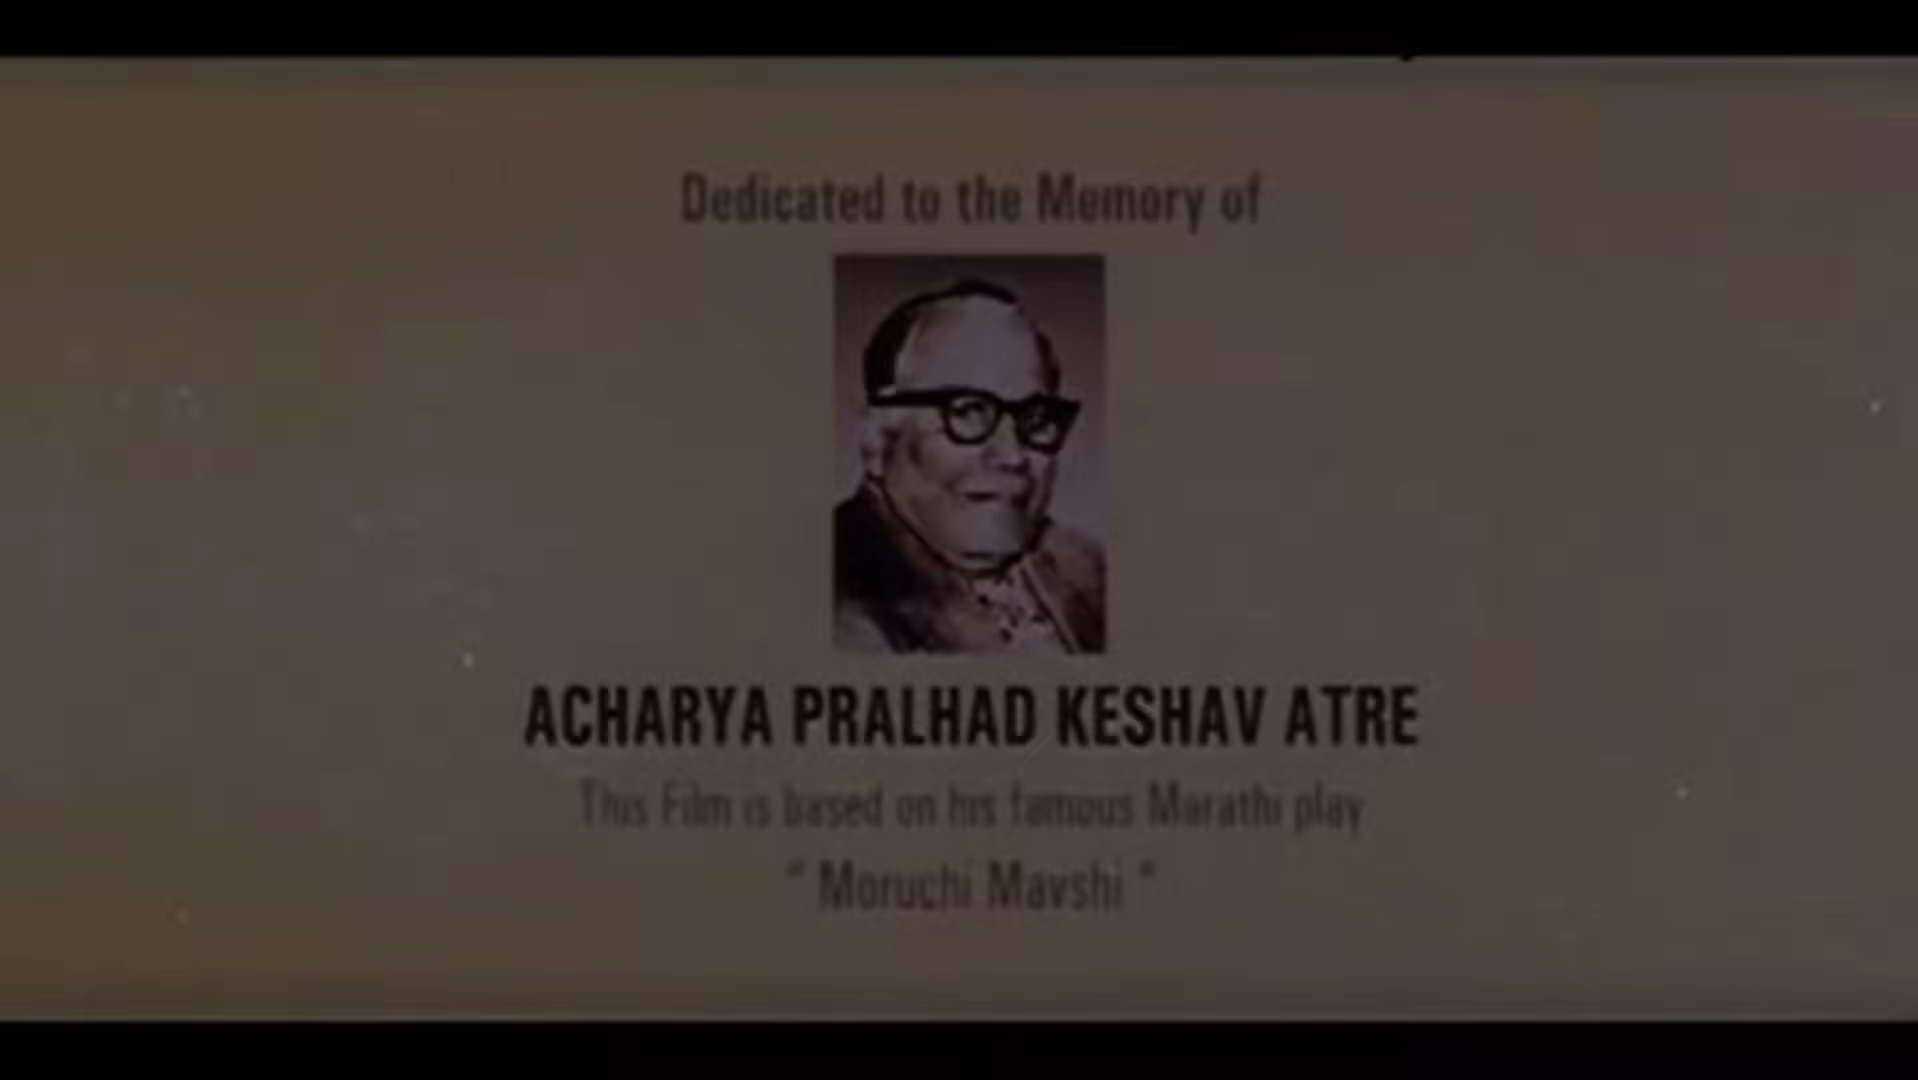 Dedicated to the Memory of
ACHARYA PRALHAD KESHAV ATRE
This Film is based on his famous Marathi play
" Moruchi Mavshi "